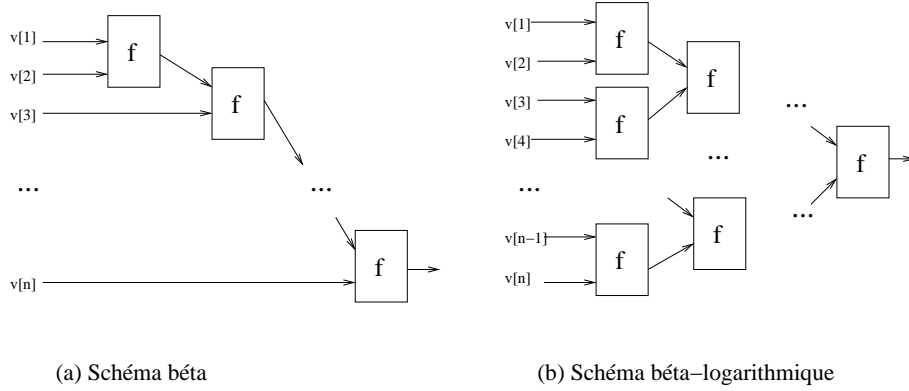 v[1]
v[2]
v[3]
...
v[n]
f
f
...
f
(a) Schéma béta
v[1]
v[2]
v[3]
v[4]
...
v[n−1]
v[n]
f
f
f
f
f
...
...
...
f
(b) Schéma béta−logarithmique